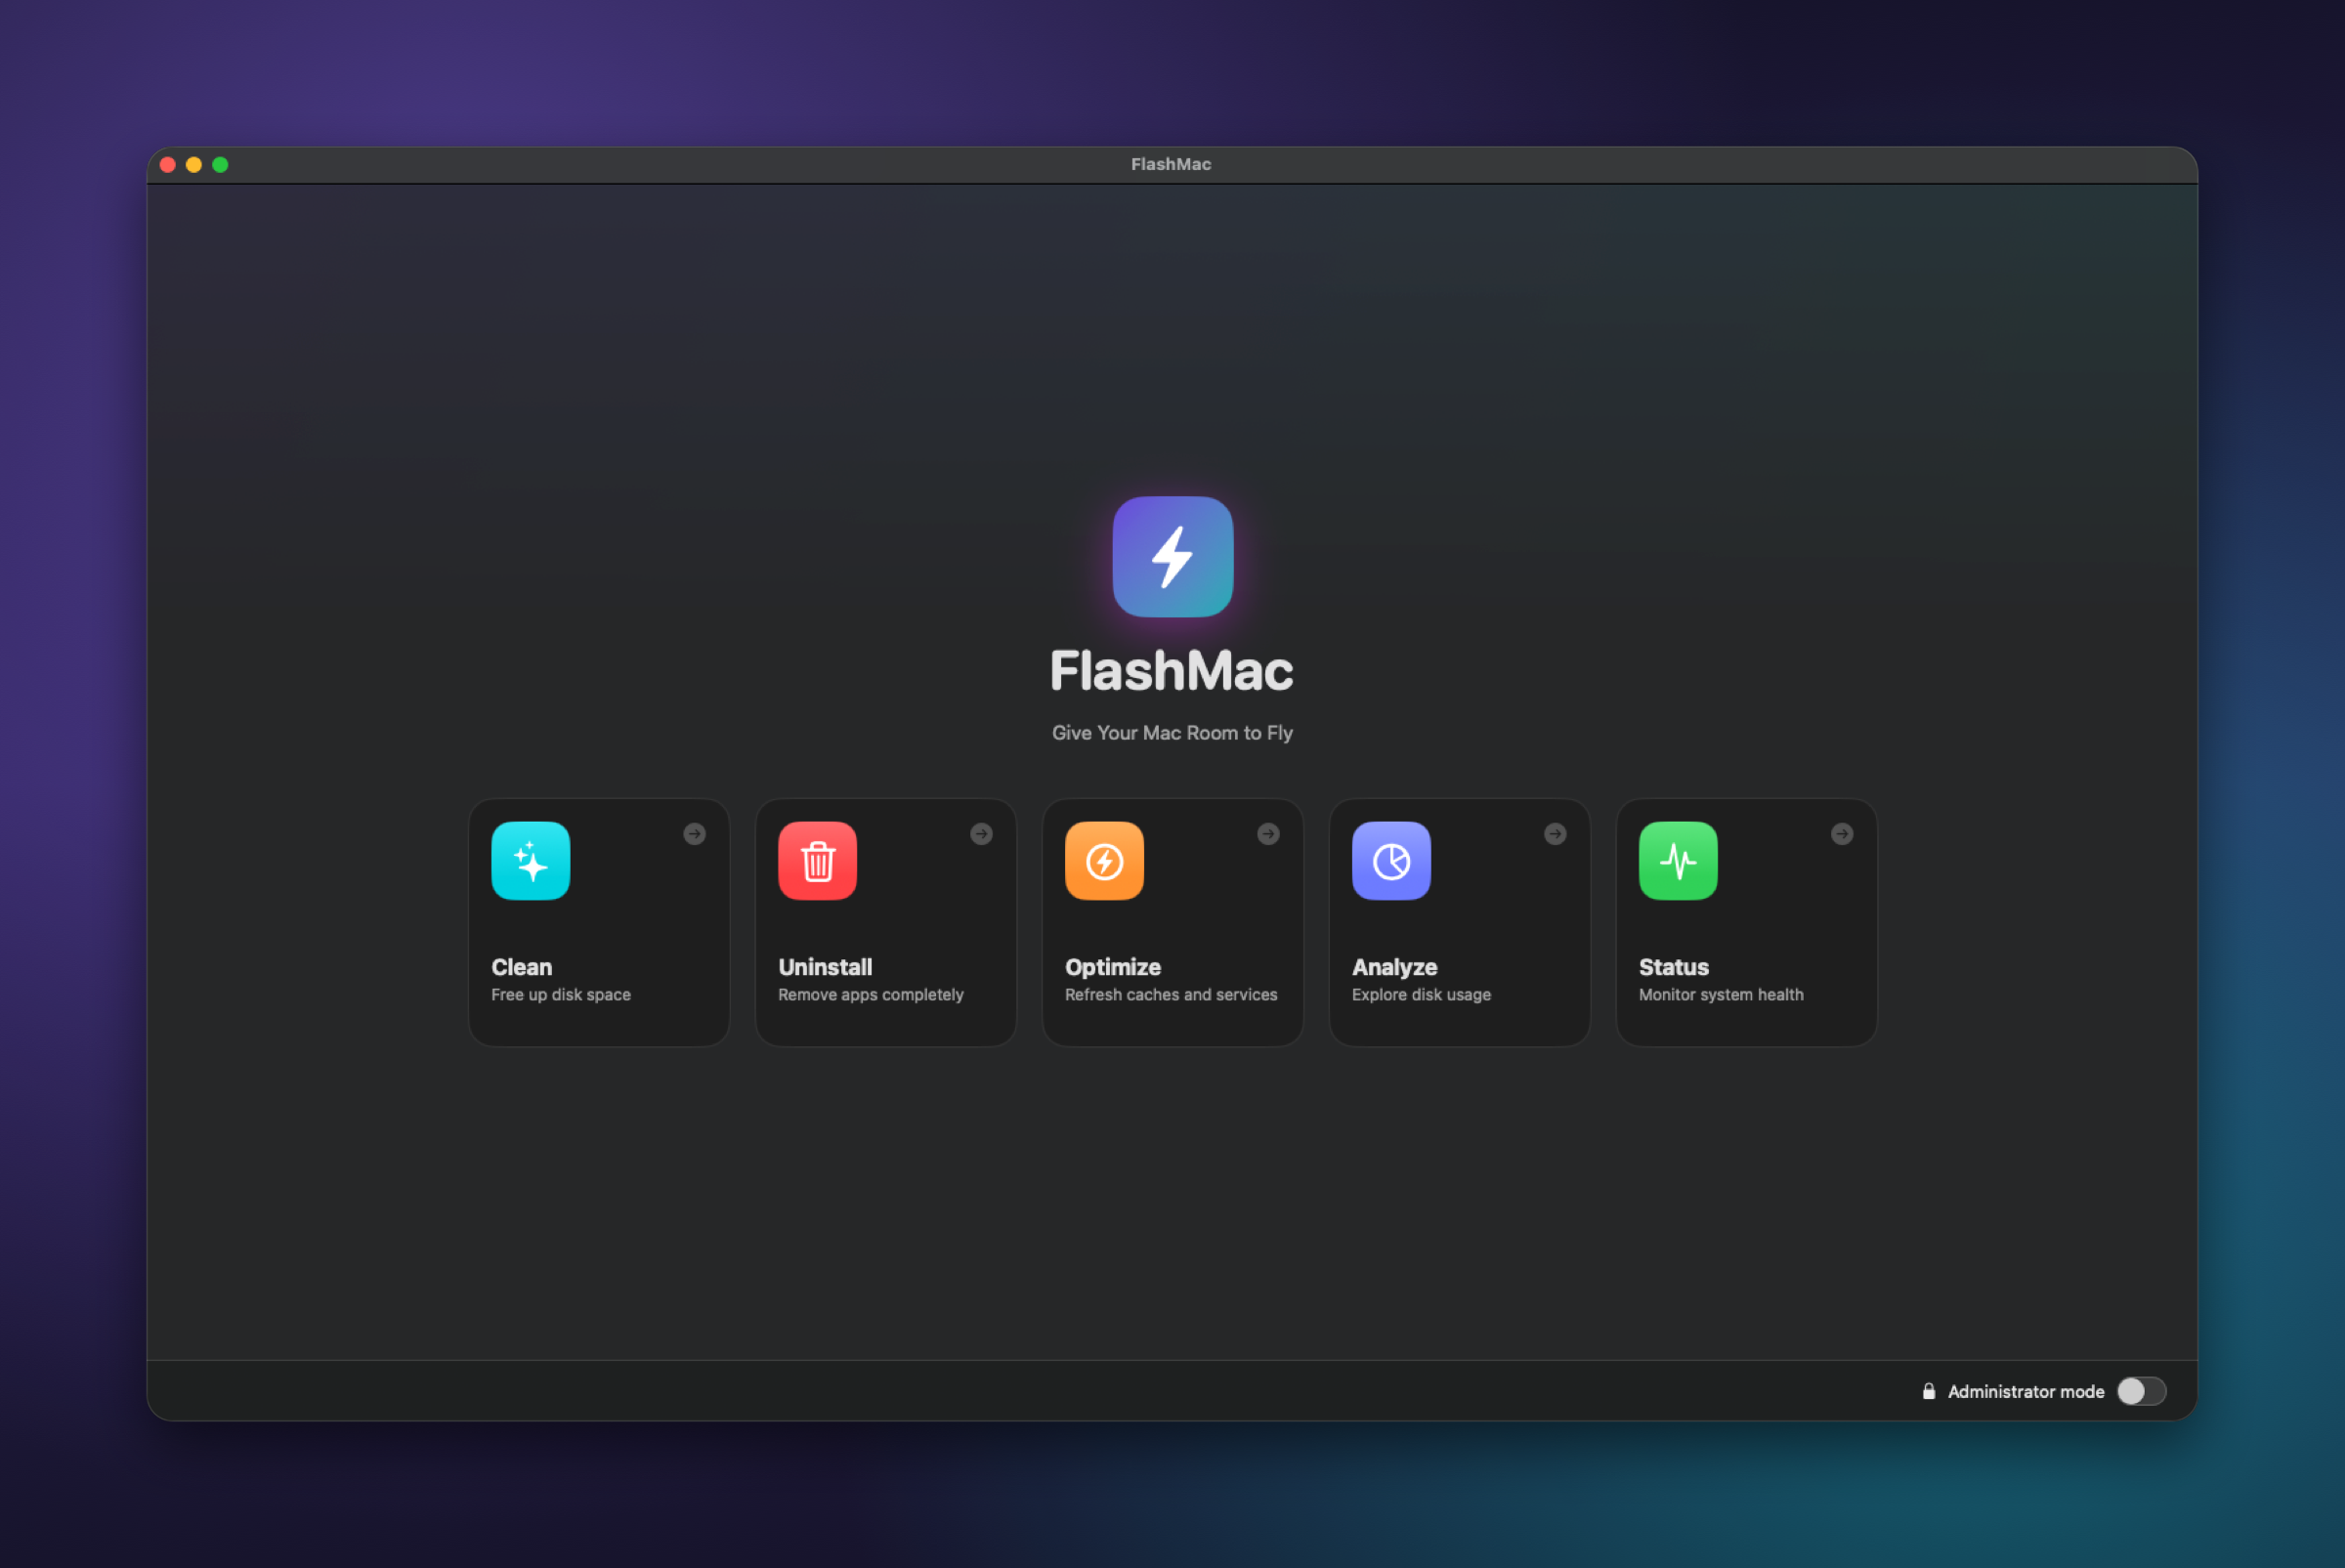 FlashMac
FlashMac
Give Your Mac Room to Fly
Clean
Free up disk space
Uninstall
Remove apps completely
Optimize
Refresh caches and services
Analyze
Explore disk usage
Status
Monitor system health
Administrator mode